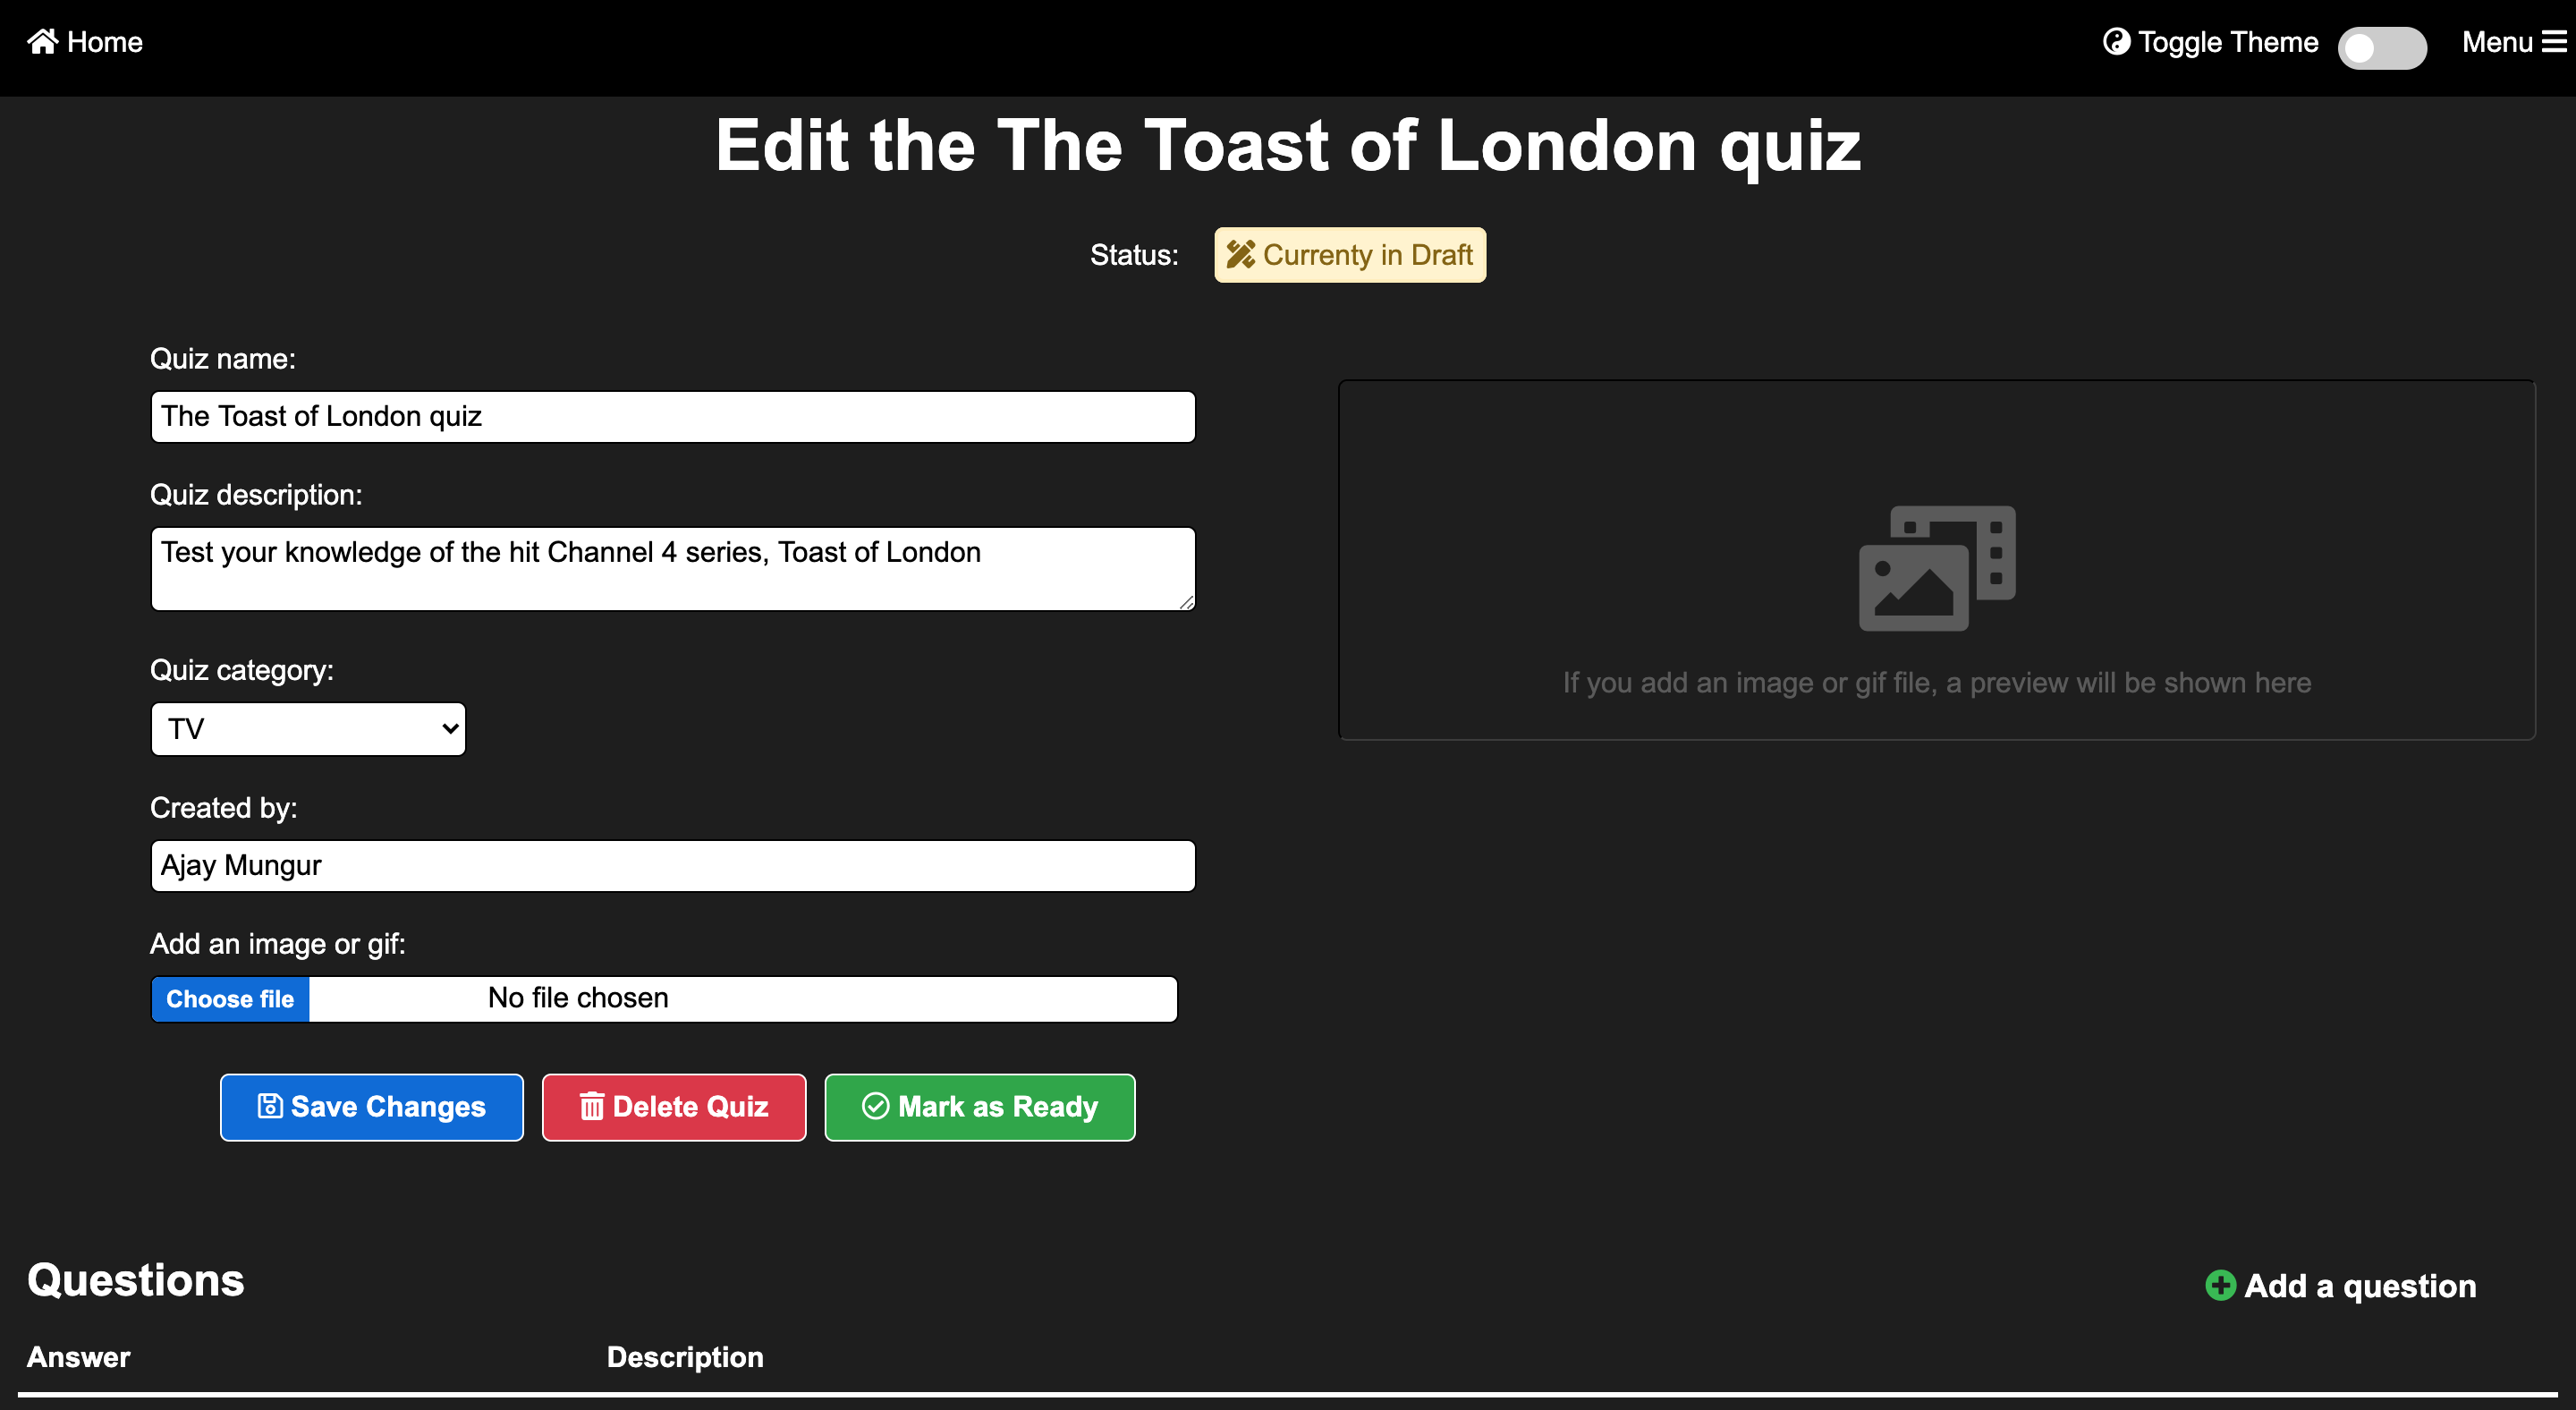 Home
Toggle Theme
Menu
Edit the The Toast of London quiz
Status:
Currenty in Draft
Quiz name:
The Toast of London quiz
Quiz description:
Test your knowledge of the hit Channel 4 series, Toast of London
Quiz category:
TV
Created by:
Ajay Mungur
Add an image or gif:
Choose file No file chosen
Save Changes
Delete Quiz
Mark as Ready
If you add an image or gif file, a preview will be shown here
Questions
Add a question
Answer
Description